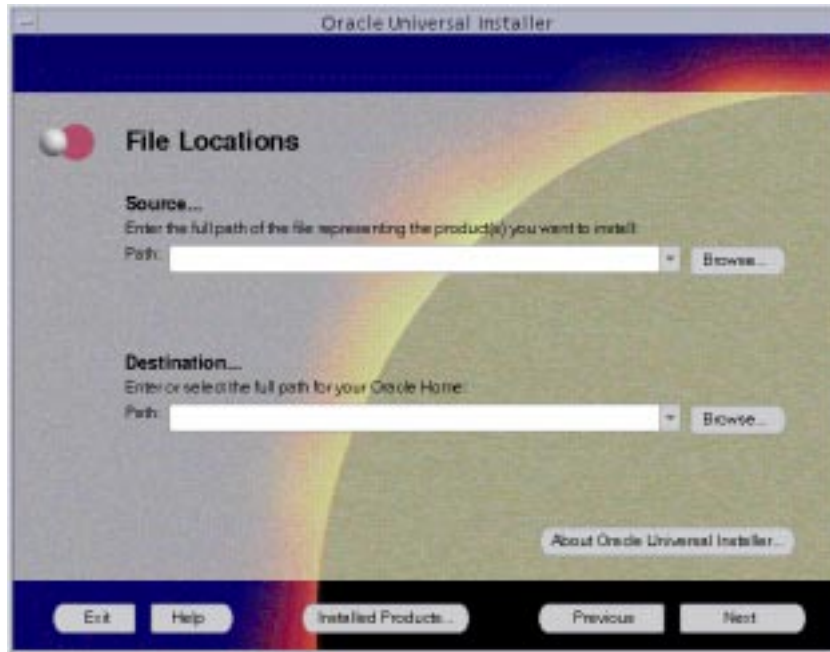 Oracle Universal Installer
File Locations
Source...
Enter the full path of the file representing the product(s) you want to install:
Path:
Browse...
Destination...
Enter or select the full path for your Oracle Home:
Path:
Browse...
About Oracle Universal Installer...
Exit
Help
Installed Products...
Previous
Next